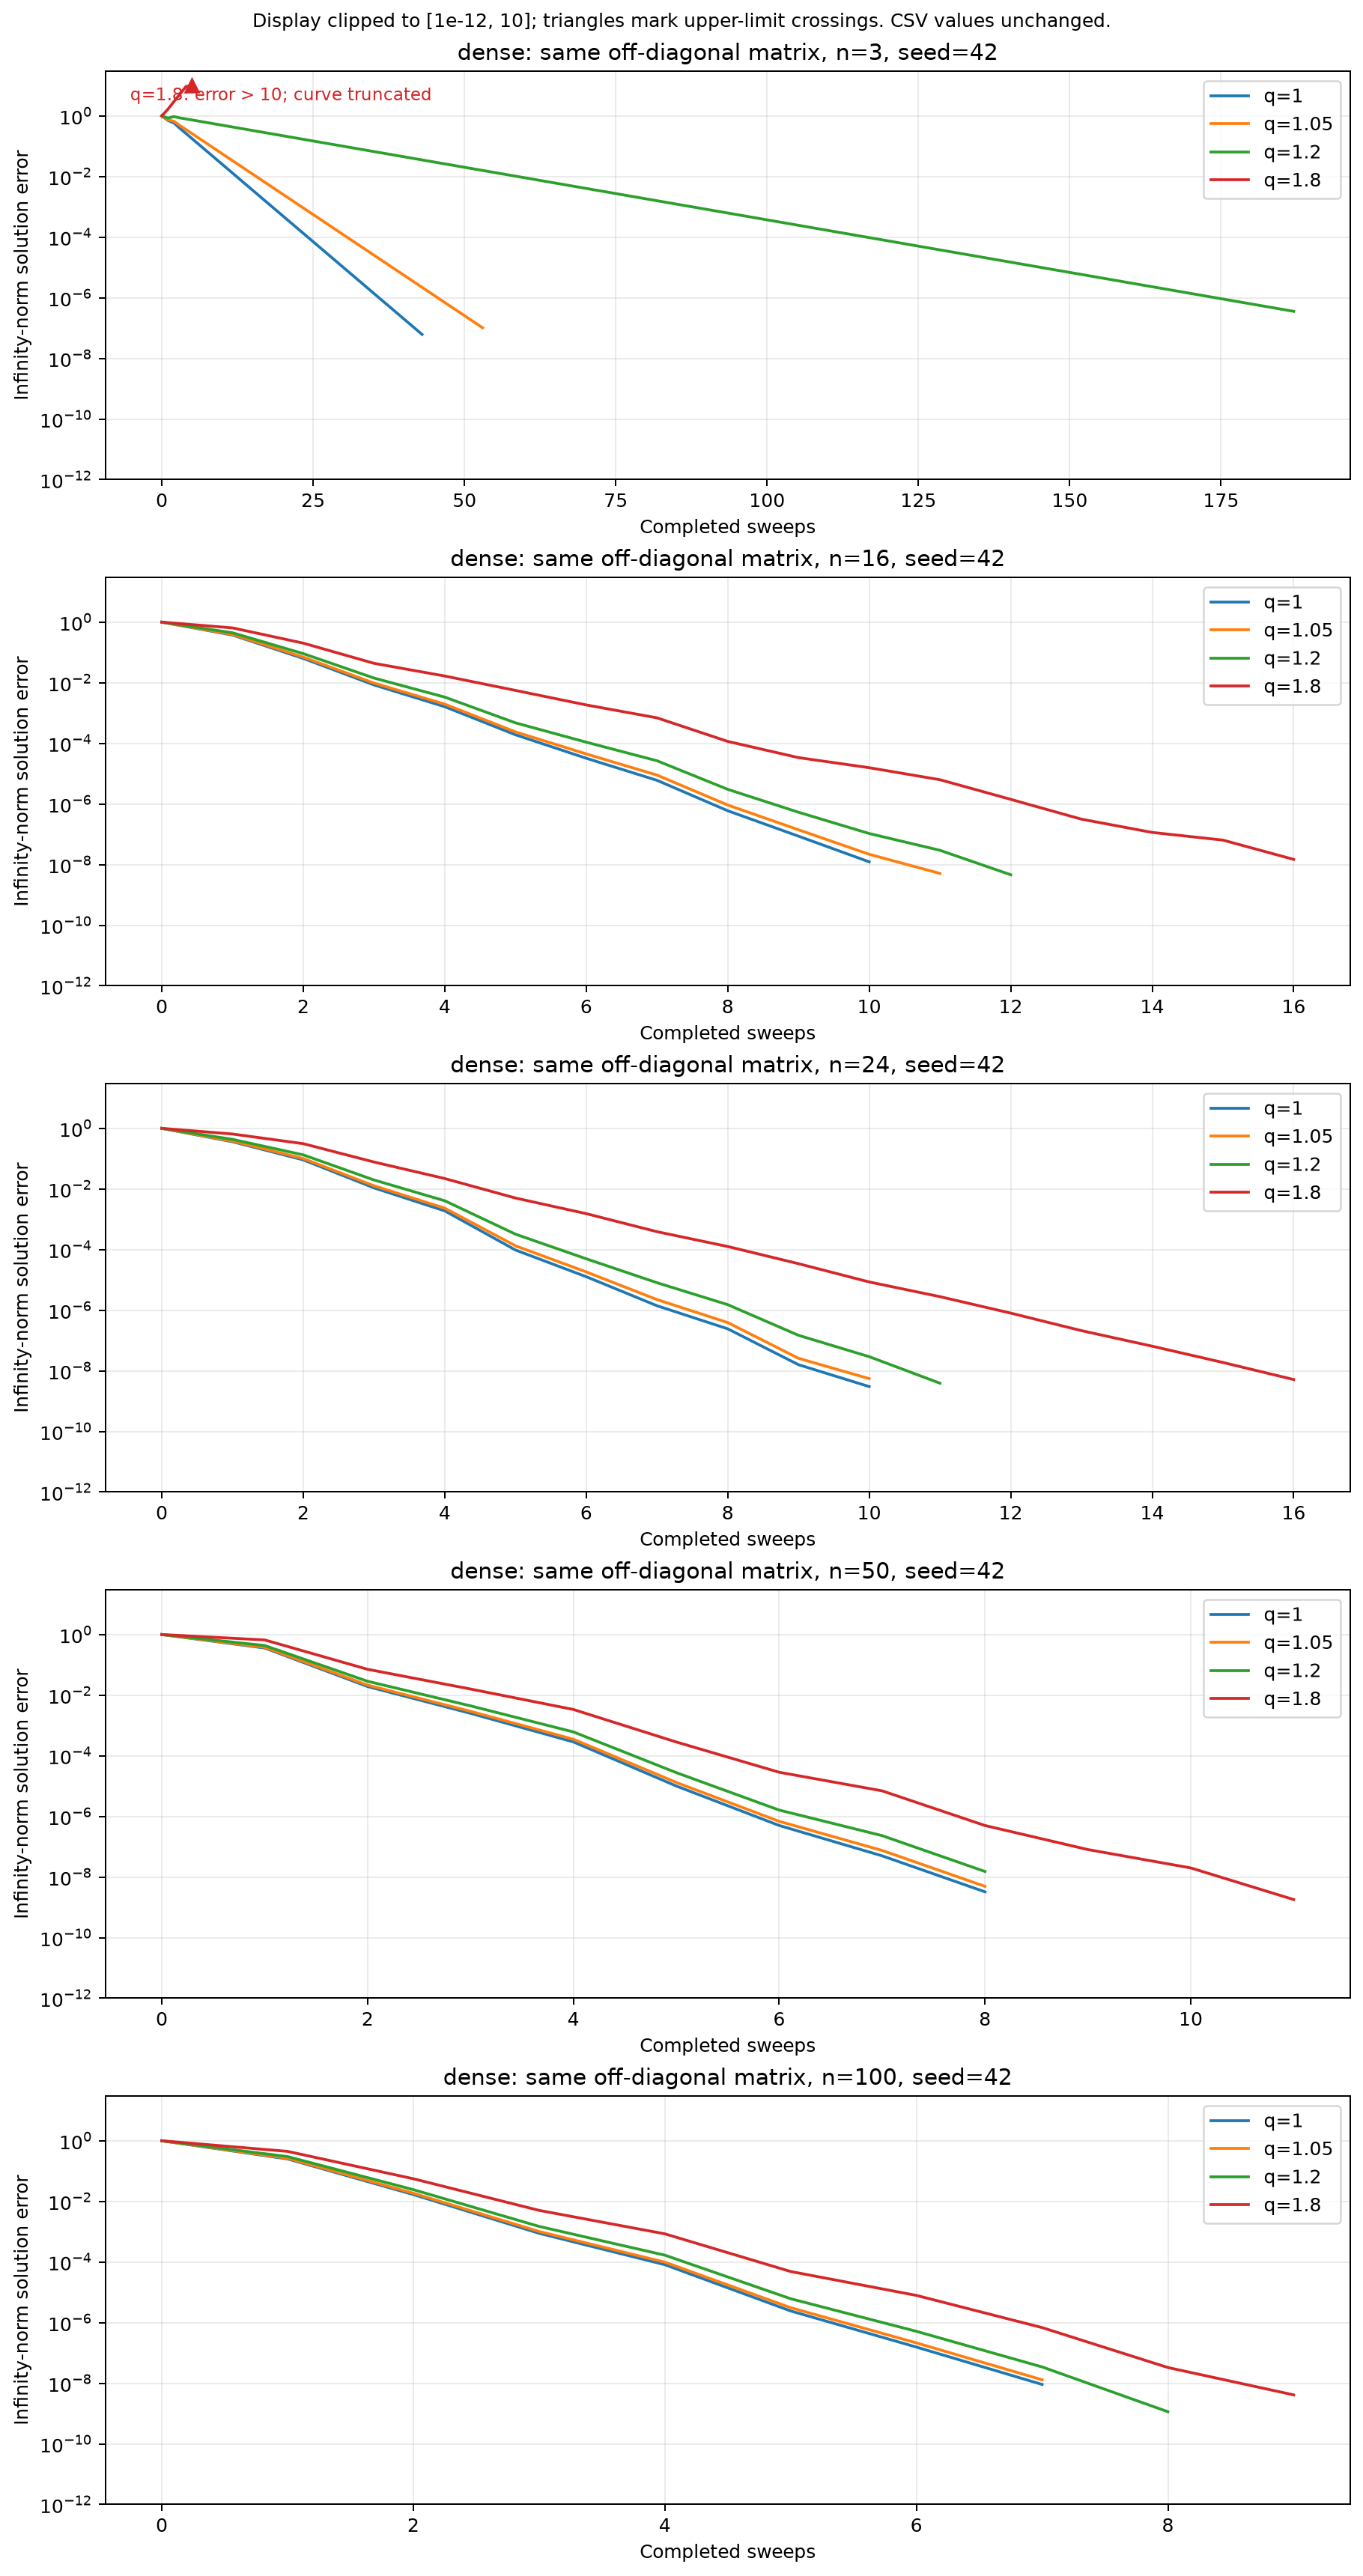 Display clipped to [1e-12, 10]; triangles mark upper-limit crossings. CSV values unchanged.
dense: same off-diagonal matrix, n=3, seed=42
q=1.8: error > 10; curve truncated
q=1
q=1.05
q=1.2
q=1.8
Infinity-norm solution error
10⁰
10⁻²
10⁻⁴
10⁻⁶
10⁻⁸
10⁻¹⁰
10⁻¹²
0 25 50 75 100 125 150 175
Completed sweeps
dense: same off-diagonal matrix, n=16, seed=42
q=1
q=1.05
q=1.2
q=1.8
Infinity-norm solution error
10⁰
10⁻²
10⁻⁴
10⁻⁶
10⁻⁸
10⁻¹⁰
10⁻¹²
0 2 4 6 8 10 12 14 16
Completed sweeps
dense: same off-diagonal matrix, n=24, seed=42
q=1
q=1.05
q=1.2
q=1.8
Infinity-norm solution error
10⁰
10⁻²
10⁻⁴
10⁻⁶
10⁻⁸
10⁻¹⁰
10⁻¹²
0 2 4 6 8 10 12 14 16
Completed sweeps
dense: same off-diagonal matrix, n=50, seed=42
q=1
q=1.05
q=1.2
q=1.8
Infinity-norm solution error
10⁰
10⁻²
10⁻⁴
10⁻⁶
10⁻⁸
10⁻¹⁰
10⁻¹²
0 2 4 6 8 10
Completed sweeps
dense: same off-diagonal matrix, n=100, seed=42
q=1
q=1.05
q=1.2
q=1.8
Infinity-norm solution error
10⁰
10⁻²
10⁻⁴
10⁻⁶
10⁻⁸
10⁻¹⁰
10⁻¹²
0 2 4 6 8
Completed sweeps